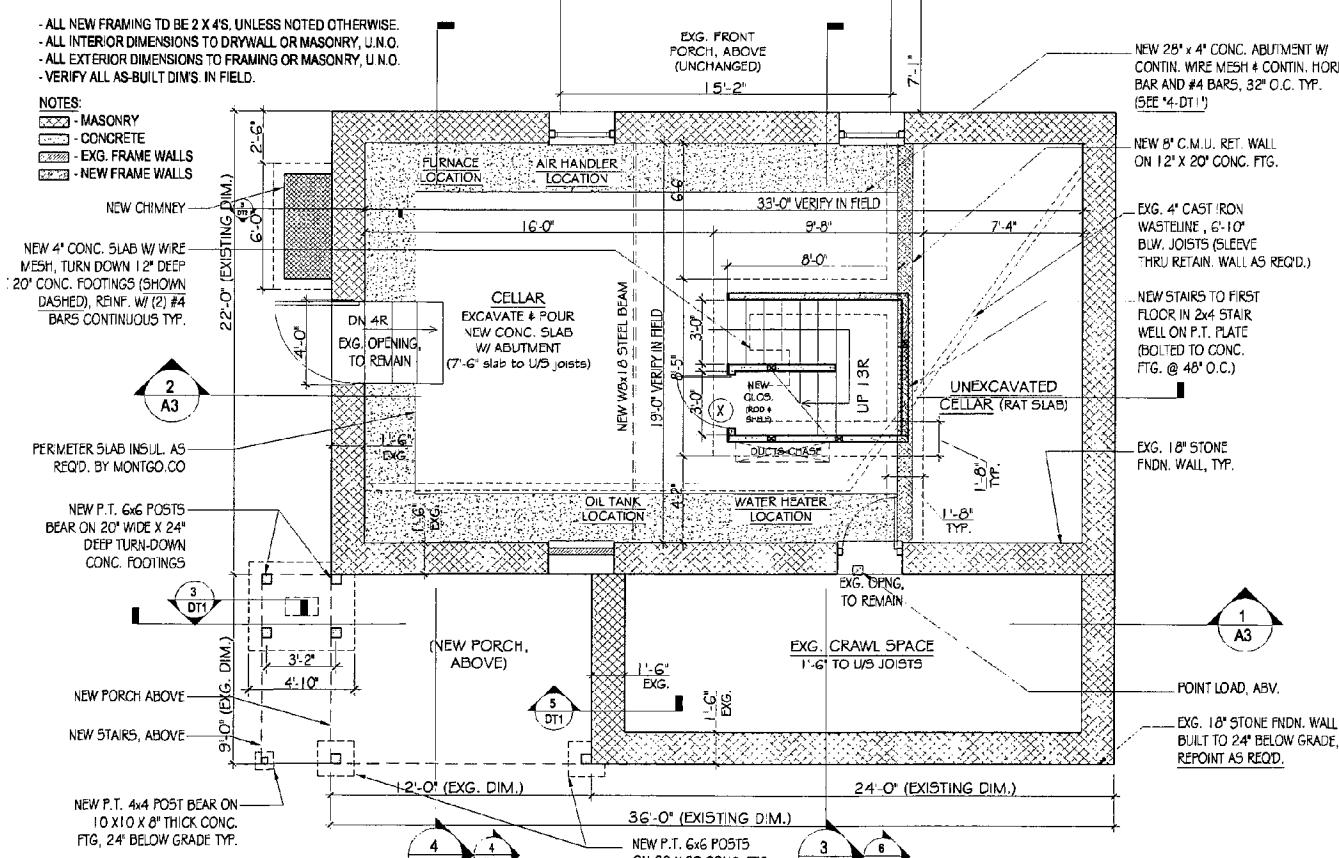 - ALL NEW FRAMING TO BE 2 X 4'S, UNLESS NOTED OTHERWISE.
- ALL INTERIOR DIMENSIONS TO DRYWALL OR MASONRY, U.N.O.
- ALL EXTERIOR DIMENSIONS TO FRAMING OR MASONRY, U.N.O.
- VERIFY ALL AS-BUILT DIM'S. IN FIELD.
NOTES:
- MASONRY
- CONCRETE
- EXG. FRAME WALLS
- NEW FRAME WALLS
NEW CHIMNEY
NEW 4" CONC. SLAB W/ WIRE
MESH, TURN DOWN 12" DEEP
20" CONC. FOOTINGS (SHOWN
DASHED), REINF. W/ (2) #4
BARS CONTINUOUS TYP.
2
A3
PERIMETER SLAB INSUL. AS
REQ'D. BY MONTGO.CO
NEW P.T. 6x6 POSTS
BEAR ON 20" WIDE X 24"
DEEP TURN-DOWN
CONC. FOOTINGS
3
DT1
3'-2"
4'-10"
NEW PORCH ABOVE
NEW STAIRS, ABOVE
9'-0" (EXG. DIM.)
NEW P.T. 4x4 POST BEAR ON
10 X10 X 8" THICK CONC.
FTG, 24" BELOW GRADE TYP.
2'-6"
6'-0"
22'-0" (EXISTING DIM.)
4'-0"
EXG. FRONT
PORCH, ABOVE
(UNCHANGED)
15'-2"
7'-1"
FURNACE
LOCATION
AIR HANDLER
LOCATION
6'-6"
33'-0" VERIFY IN FIELD
16'-0"
9'-8"
7'-4"
8'-0"
CELLAR
EXCAVATE & POUR
NEW CONC. SLAB
W/ ABUTMENT
(7'-6" slab to U/S joists)
DN 4R
EXG. OPENING,
TO REMAIN
NEW W8x18 STEEL BEAM
19'-0" VERIFY IN FIELD
8'-5"
3'-0"
3'-0"
UP 13R
NEW
CLOS.
(ROD &
SHELF)
X
DUCTS CHASE
UNEXCAVATED
CELLAR (RAT SLAB)
1'-6"
EXG.
1'-6"
EXG.
OIL TANK
LOCATION
4'-2"
WATER HEATER
LOCATION
1'-8"
TYP.
1'-8"
TYP.
EXG. OPNG,
TO REMAIN
(NEW PORCH,
ABOVE)
EXG. CRAWL SPACE
1'-6" TO U/S JOISTS
1'-6"
EXG.
1'-6"
EXG.
5
DT1
12'-0" (EXG. DIM.)
24'-0" (EXISTING DIM.)
36'-0" (EXISTING DIM.)
4
4
NEW P.T. 6x6 POSTS
3
6
NEW 28" x 4" CONC. ABUTMENT W/
CONTIN. WIRE MESH & CONTIN. HORI
BAR AND #4 BARS, 32" O.C. TYP.
(SEE "4-DT1")
NEW 8" C.M.U. RET. WALL
ON 12" X 20" CONC. FTG.
EXG. 4" CAST IRON
WASTELINE , 6'-10"
BLW. JOISTS (SLEEVE
THRU RETAIN. WALL AS REQ'D.)
NEW STAIRS TO FIRST
FLOOR IN 2x4 STAIR
WELL ON P.T. PLATE
(BOLTED TO CONC.
FTG. @ 48" O.C.)
EXG. 18" STONE
FNDN. WALL, TYP.
1
A3
POINT LOAD, ABV.
EXG. 18" STONE FNDN. WALL
BUILT TO 24" BELOW GRADE,
REPOINT AS REQ'D.